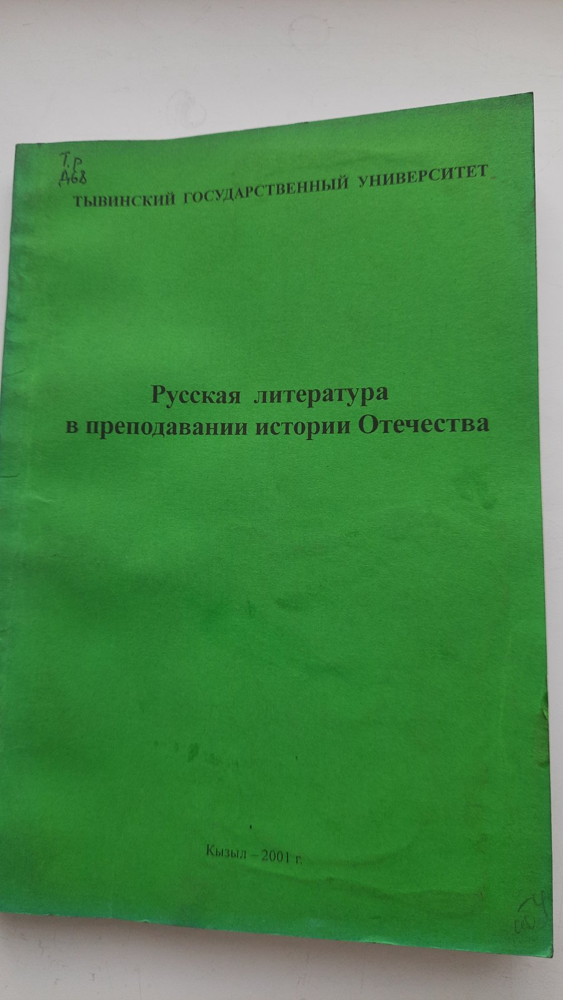 Т.р
Д68
ТЫВИНСКИЙ ГОСУДАРСТВЕННЫЙ УНИВЕРСИТЕТ
Русская литература
в преподавании истории Отечества
Кызыл – 2001 г.